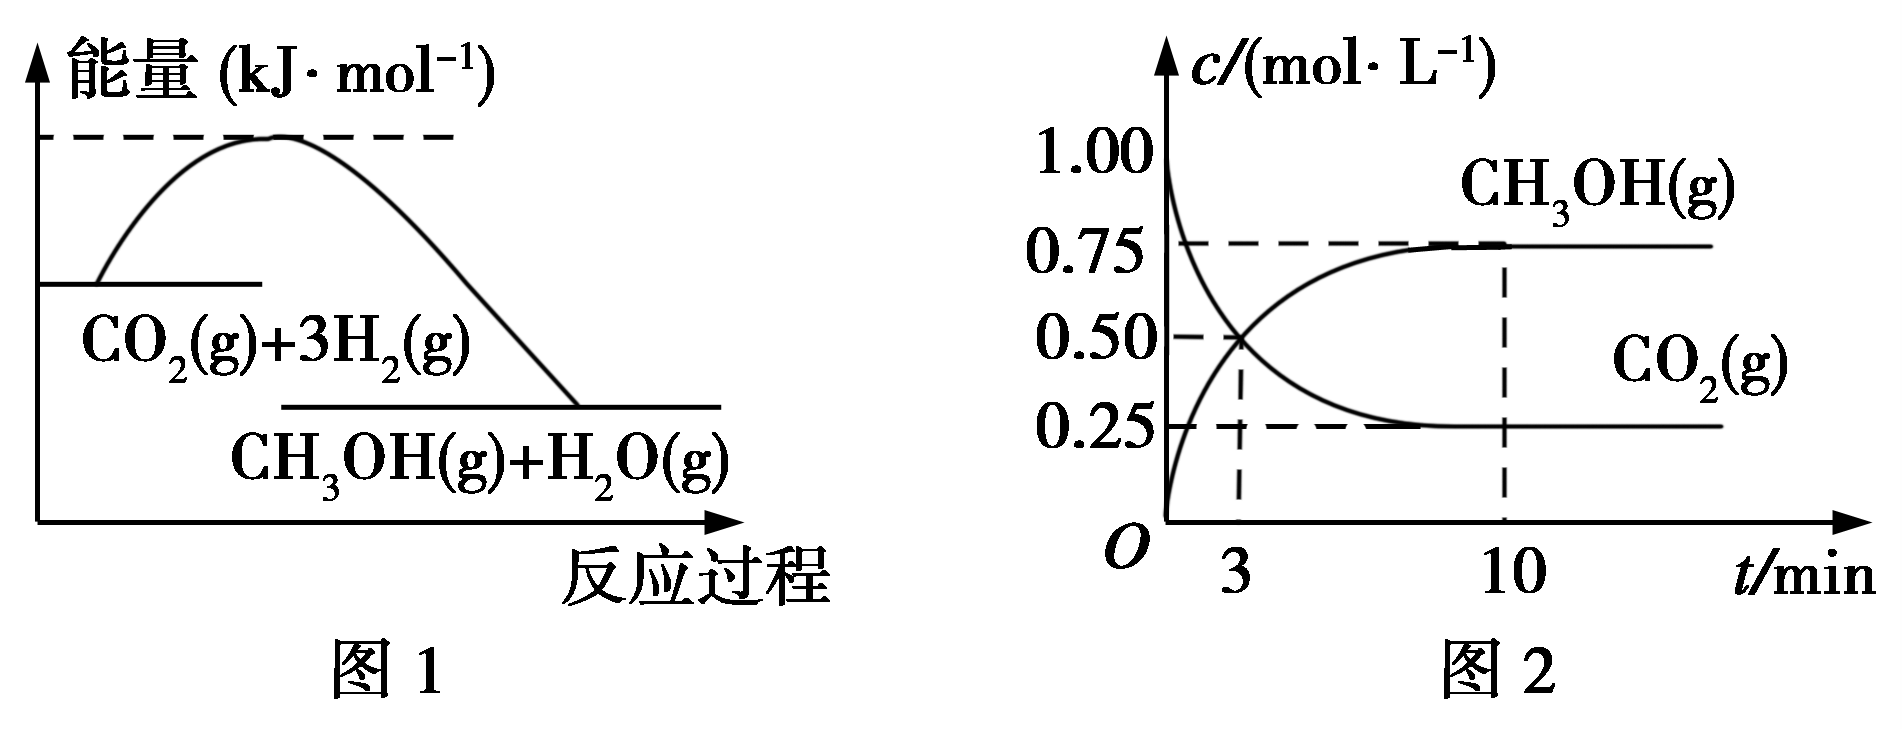 能量 (kJ· mol⁻¹)
CO₂(g)+3H₂(g)
CH₃OH(g)+H₂O(g)
反应过程
图 1
c/(mol· L⁻¹)
1.00
CH₃OH(g)
0.75
0.50
CO₂(g)
0.25
O
3
10
t/min
图 2